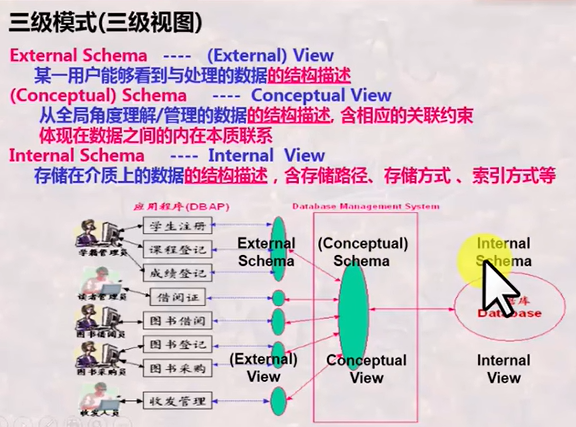 三级模式(三级视图)
External Schema ---- (External) View
某一用户能够看到与处理的数据的结构描述
(Conceptual) Schema ---- Conceptual View
从全局角度理解/管理的数据的结构描述, 含相应的关联约束
体现在数据之间的内在本质联系
Internal Schema ---- Internal View
存储在介质上的数据的结构描述，含存储路径、存储方式 、索引方式等
应用程序(DBAP)
Database Management System
学生注册
课程登记
学籍管理员
成绩登记
External
Schema
(Conceptual)
Schema
Internal
Schema
借阅证
读者管理员
图书借阅
图书借阅员
图书登记
图书采购
图书采购员
收发管理
收发人员
库
Database
(External)
View
Conceptual
View
Internal
View